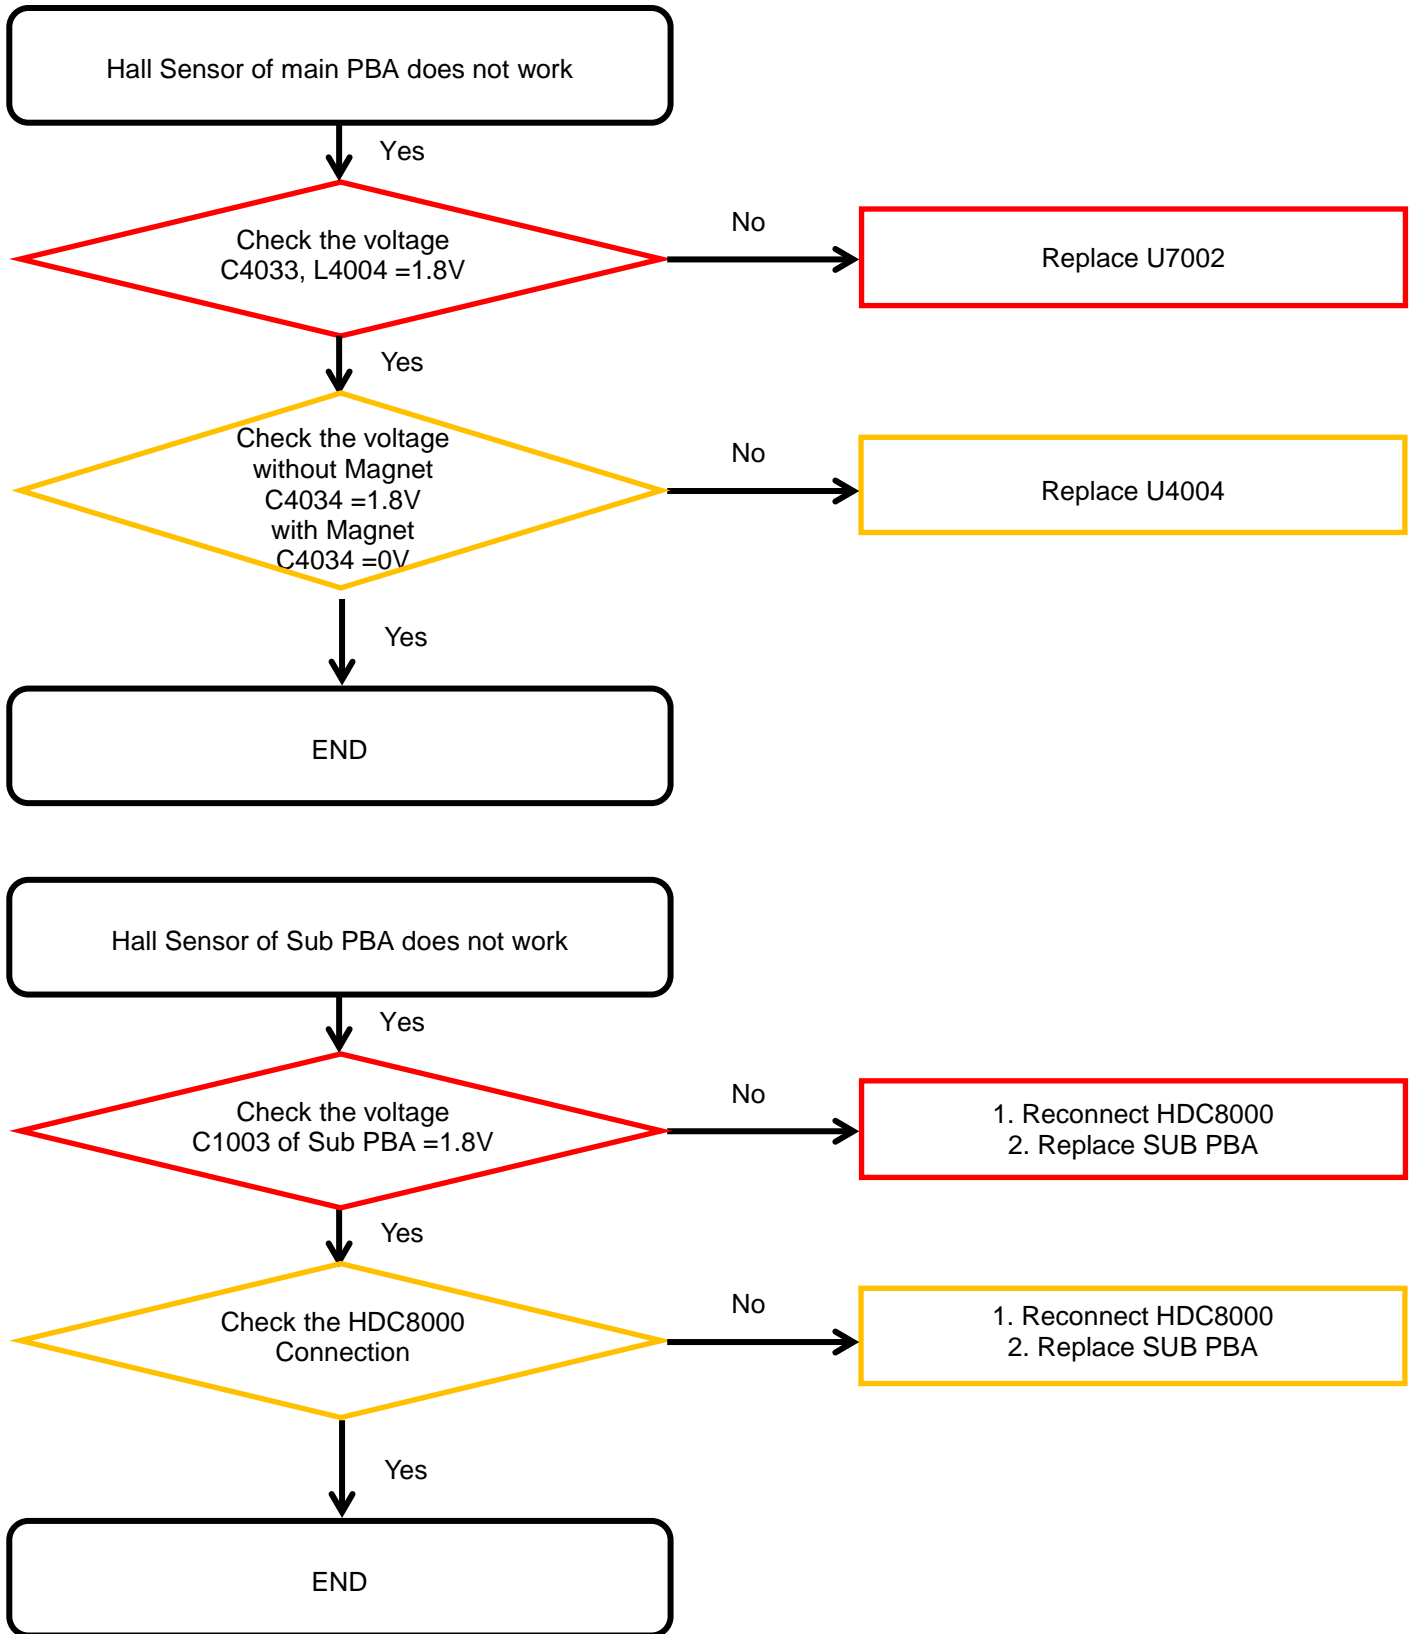 Hall Sensor of main PBA does not work
Yes
Check the voltage
C4033, L4004 =1.8V
No
Replace U7002
Yes
Check the voltage
without Magnet
C4034 =1.8V
with Magnet
C4034 =0V
No
Replace U4004
Yes
END
Hall Sensor of Sub PBA does not work
Yes
Check the voltage
C1003 of Sub PBA =1.8V
No
1. Reconnect HDC8000
2. Replace SUB PBA
Yes
Check the HDC8000
Connection
No
1. Reconnect HDC8000
2. Replace SUB PBA
Yes
END